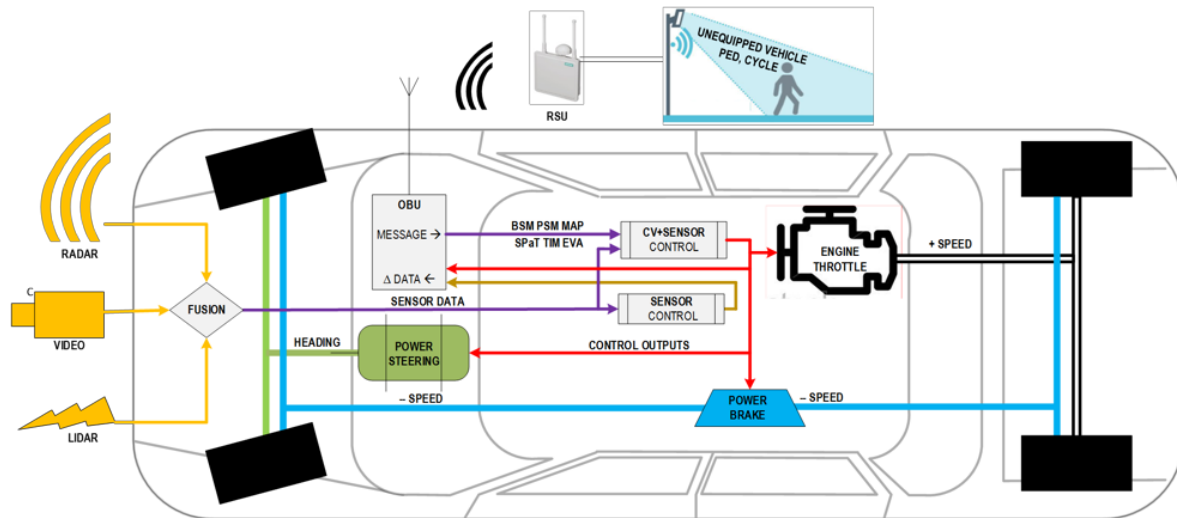 UNEQUIPPED VEHICLE
PED, CYCLE
RSU
OBU
MESSAGE →
Δ DATA ←
BSM PSM MAP
SPaT TIM EVA
CV+SENSOR
CONTROL
ENGINE
THROTTLE
+ SPEED
RADAR
C
VIDEO
FUSION
SENSOR DATA
SENSOR
CONTROL
HEADING
POWER
STEERING
CONTROL OUTPUTS
– SPEED
POWER
BRAKE
– SPEED
LIDAR